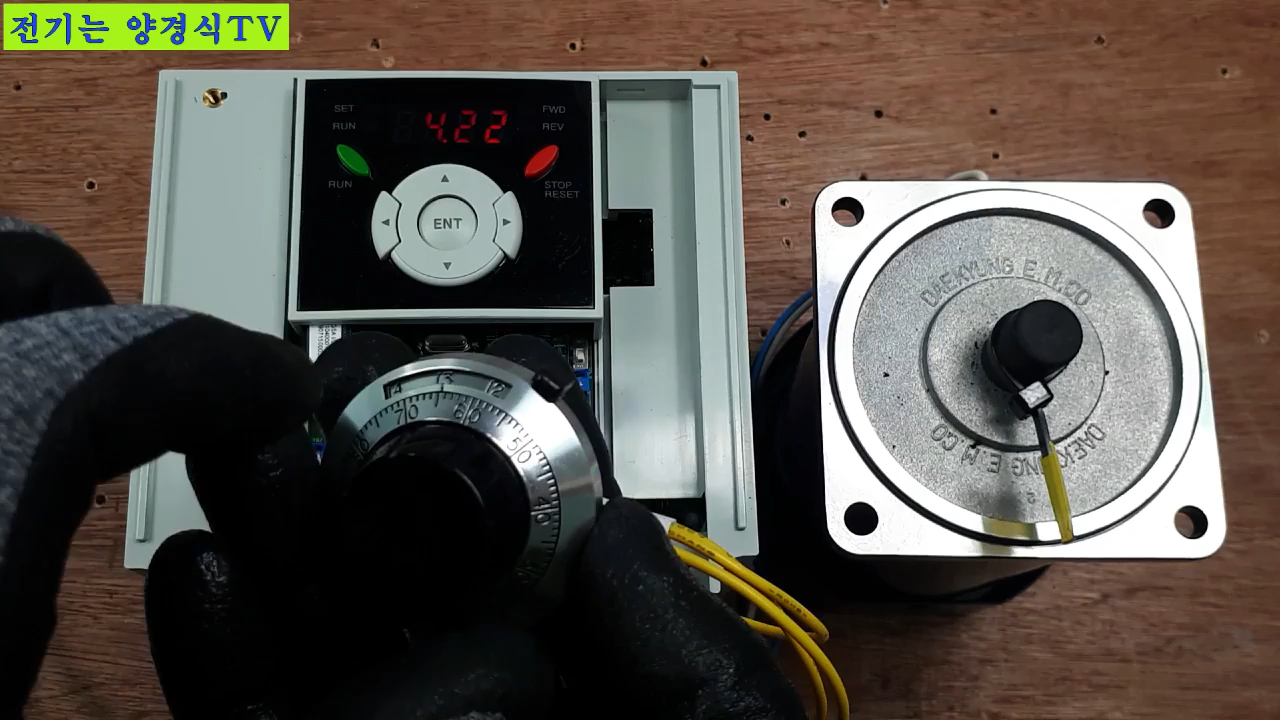 전기는 양경식TV
SET
RUN
4.22
FWD
REV
RUN
STOP
RESET
ENT
14 13 12
70 60 50 40
DAEKYUNG E.M.CO
DAEKYUNG E.M.CO